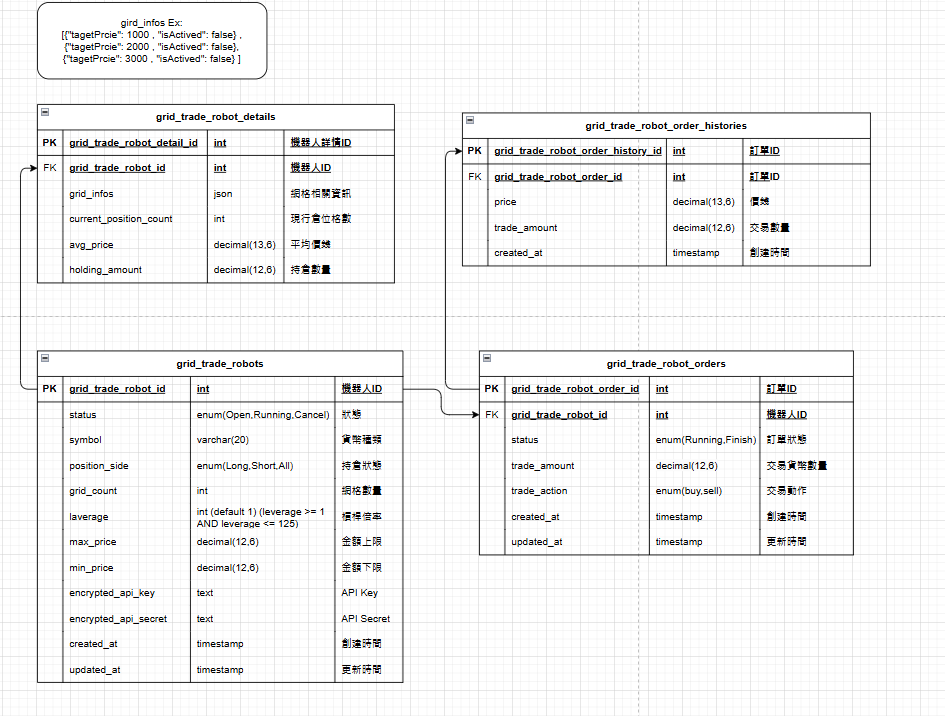 gird_infos Ex:
[{"tagetPrcie": 1000 , "isActived": false} ,
{"tagetPrcie": 2000 , "isActived": false},
{"tagetPrcie": 3000 , "isActived": false} ]
grid_trade_robot_details
PK grid_trade_robot_detail_id int 機器人詳情ID
FK grid_trade_robot_id int 機器人ID
grid_infos json 網格相關資訊
current_position_count int 現行倉位格數
avg_price decimal(13,6) 平均價錢
holding_amount decimal(12,6) 持倉數量
grid_trade_robot_order_histories
PK grid_trade_robot_order_history_id int 訂單ID
FK grid_trade_robot_order_id int 訂單ID
price decimal(13,6) 價錢
trade_amount decimal(12,6) 交易數量
created_at timestamp 創建時間
grid_trade_robots
PK grid_trade_robot_id int 機器人ID
status enum(Open,Running,Cancel) 狀態
symbol varchar(20) 貨幣種類
position_side enum(Long,Short,All) 持倉狀態
grid_count int 網格數量
laverage int (default 1) (leverage >= 1 槓桿倍率
AND leverage <= 125)
max_price decimal(12,6) 金額上限
min_price decimal(12,6) 金額下限
encrypted_api_key text API Key
encrypted_api_secret text API Secret
created_at timestamp 創建時間
updated_at timestamp 更新時間
grid_trade_robot_orders
PK grid_trade_robot_order_id int 訂單ID
FK grid_trade_robot_id int 機器人ID
status enum(Running,Finish) 訂單狀態
trade_amount decimal(12,6) 交易貨幣數量
trade_action enum(buy,sell) 交易動作
created_at timestamp 創建時間
updated_at timestamp 更新時間